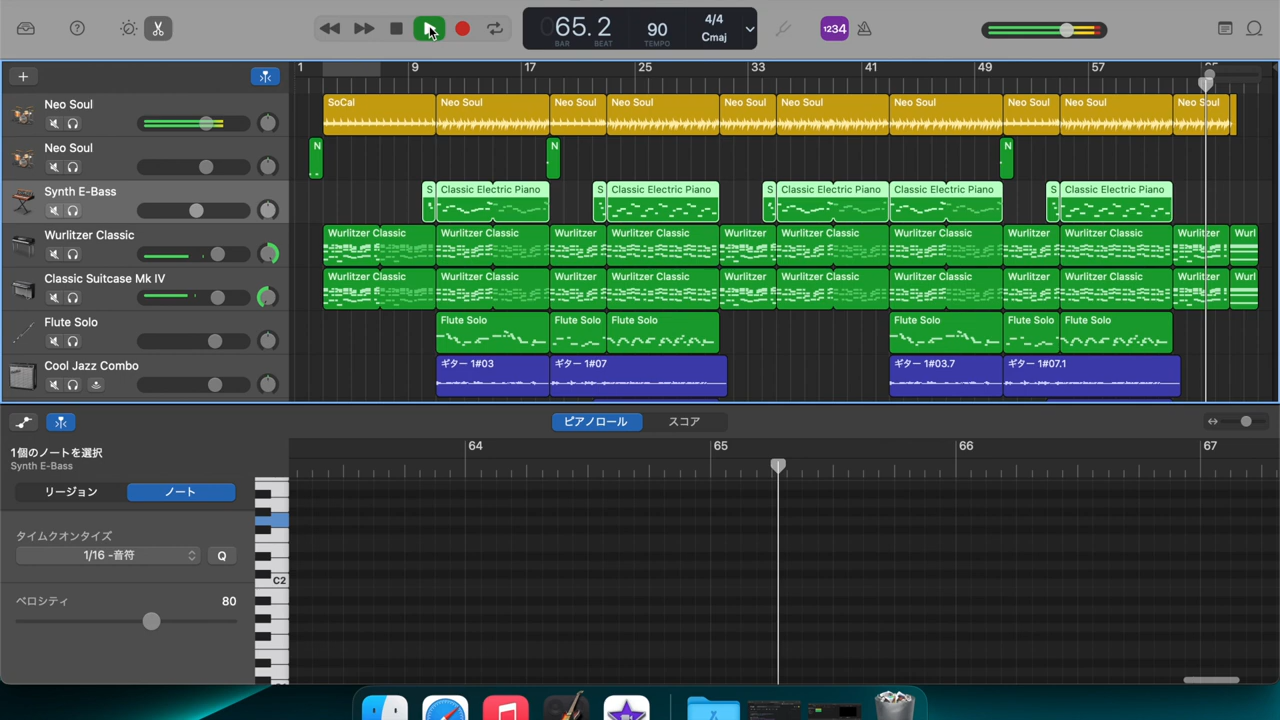 65.2
BAR BEAT
90
TEMPO
4/4
Cmaj
1234
1 9 17 25 33 41 49 57
Neo Soul
SoCal Neo Soul Neo Soul Neo Soul Neo Soul Neo Soul Neo Soul Neo Soul Neo Soul Neo Soul
Neo Soul
N N N
Synth E-Bass
S Classic Electric Piano S Classic Electric Piano S Classic Electric Piano Classic Electric Piano S Classic Electric Piano
Wurlitzer Classic
Wurlitzer Classic Wurlitzer Classic Wurlitzer Wurlitzer Classic Wurlitzer Wurlitzer Classic Wurlitzer Classic Wurlitzer Wurlitzer Classic Wurlitzer Wurl
Classic Suitcase Mk IV
Wurlitzer Classic Wurlitzer Classic Wurlitzer Wurlitzer Classic Wurlitzer Wurlitzer Classic Wurlitzer Classic Wurlitzer Wurlitzer Classic Wurlitzer Wurl
Flute Solo
Flute Solo Flute Solo Flute Solo Flute Solo Flute Solo Flute Solo
Cool Jazz Combo
ギター 1#03 ギター 1#07 ギター 1#03.7 ギター 1#07.1
ピアノロール スコア
64 65 66 67
1個のノートを選択
Synth E-Bass
リージョン ノート
タイムクオンタイズ
1/16 -音符 Q
C2
ベロシティ 80